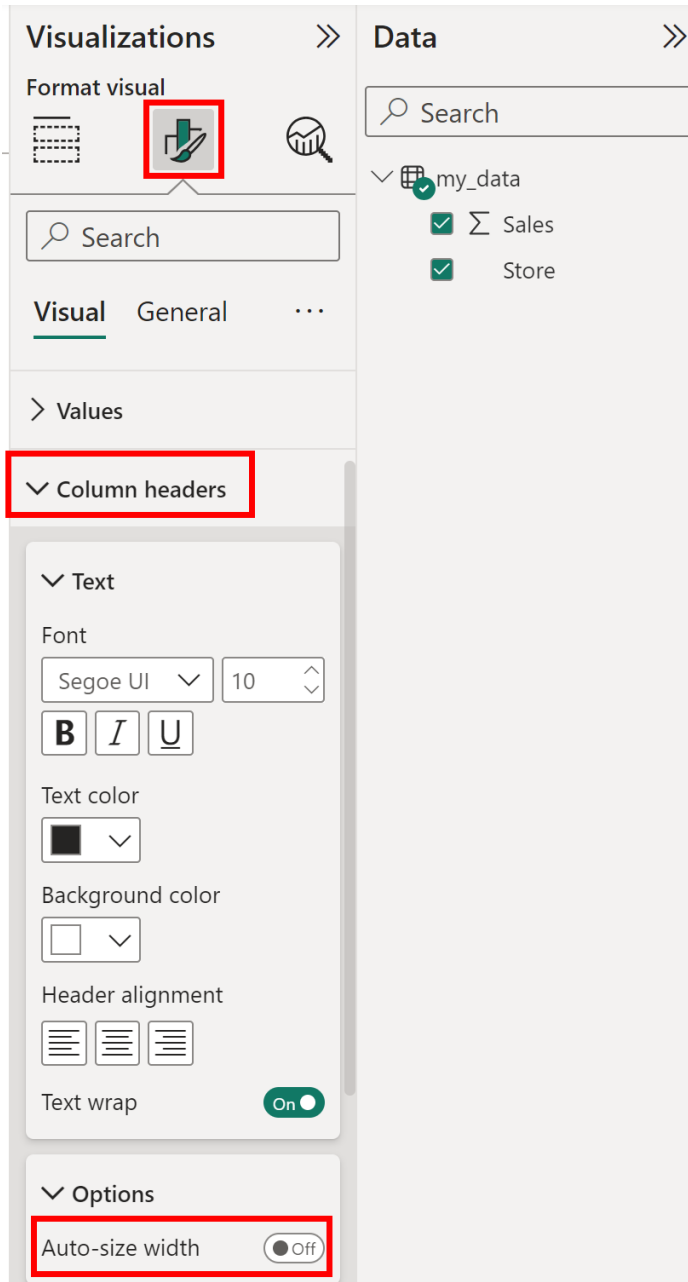 Visualizations
Data
Format visual
Search
my_data
Sales
Store
Search
Visual General ...
Values
Column headers
Text
Font
Segoe UI 10
B I U
Text color
Background color
Header alignment
Text wrap On
Options
Auto-size width Off